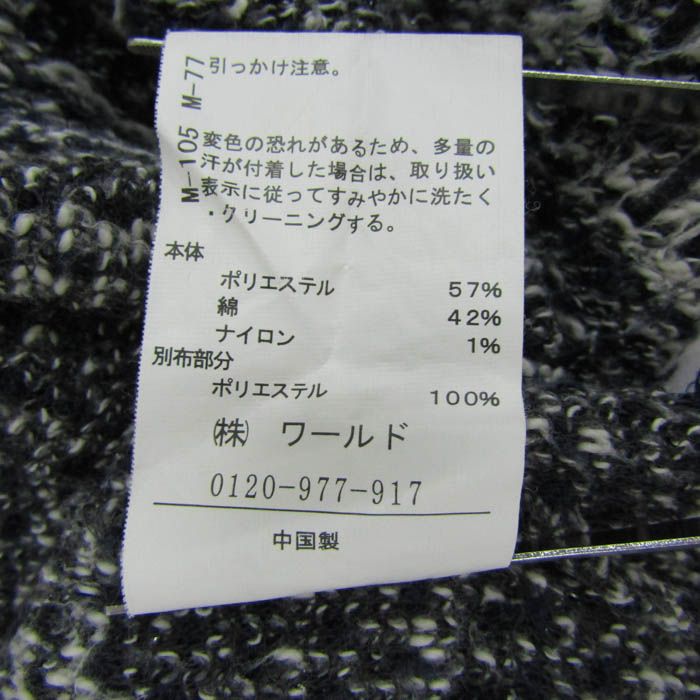 M-77 引っかけ注意。
M-105 変色の恐れがあるため、多量の
汗が付着した場合は、取り扱い
表示に従ってすみやかに洗たく
・クリーニングする。
本体
ポリエステル 57%
綿 42%
ナイロン 1%
別布部分
ポリエステル 100%
㈱ ワールド
0120-977-917
中国製